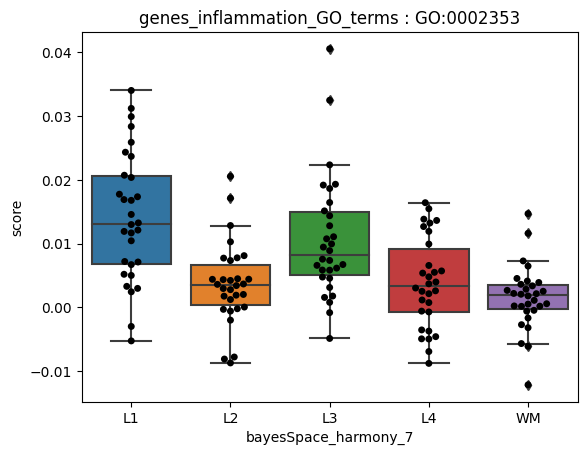 genes_inflammation_GO_terms : GO:0002353
score
0.04
0.03
0.02
0.01
0.00
−0.01
L1
L2
L3
L4
WM
bayesSpace_harmony_7